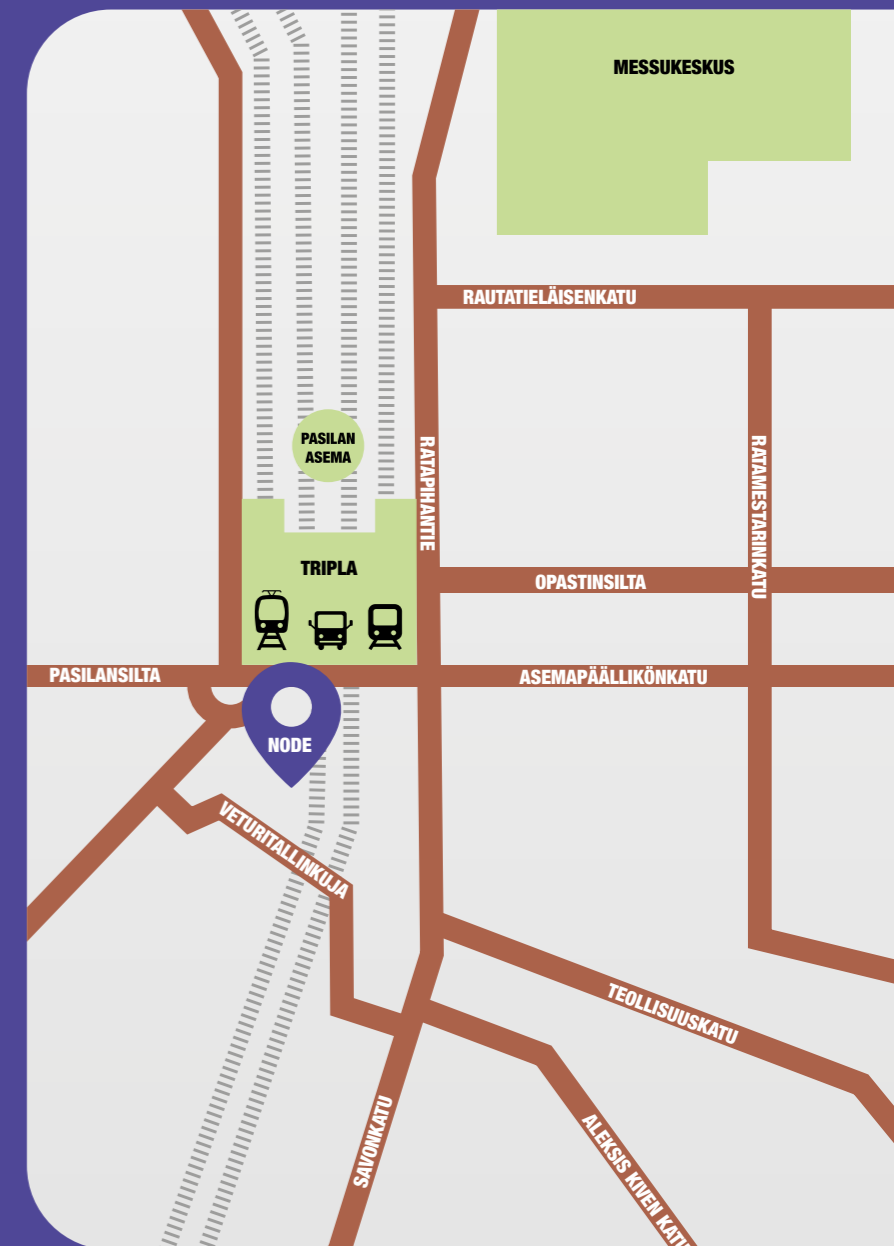 MESSUKESKUS
RAUTATIELÄISENKATU
PASILAN
ASEMA
RATAPIHANTIE
RATAMESTARINKATU
TRIPLA
OPASTINSILTA
PASILANSILTA
ASEMAPÄÄLLIKÖNKATU
NODE
VETURITALLINKUJA
TEOLLISUUSKATU
SAVONKATU
ALEKSIS KIVEN KATU